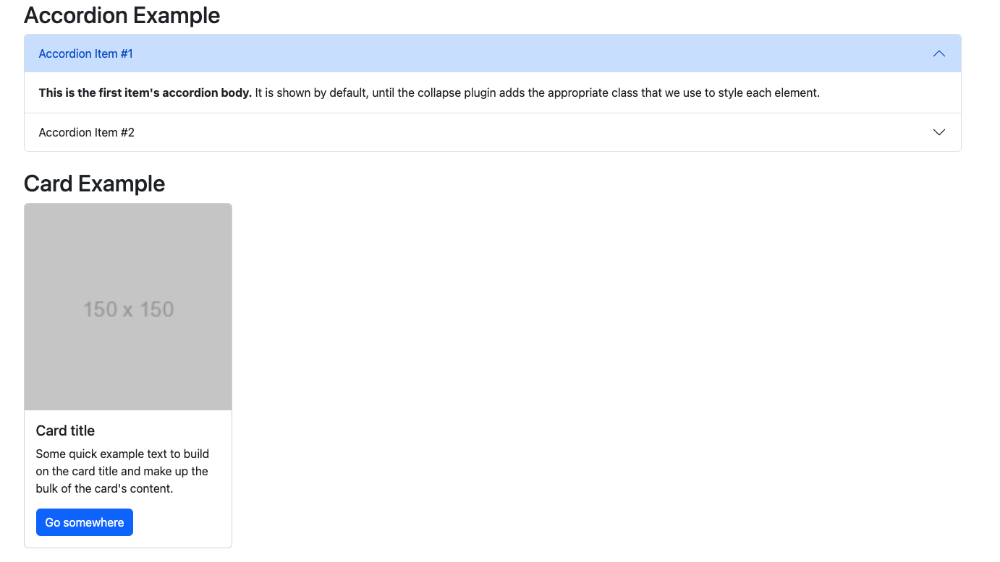 Accordion Example
Accordion Item #1
This is the first item's accordion body. It is shown by default, until the collapse plugin adds the appropriate class that we use to style each element.
Accordion Item #2
Card Example
150 x 150
Card title
Some quick example text to build
on the card title and make up the
bulk of the card's content.
Go somewhere